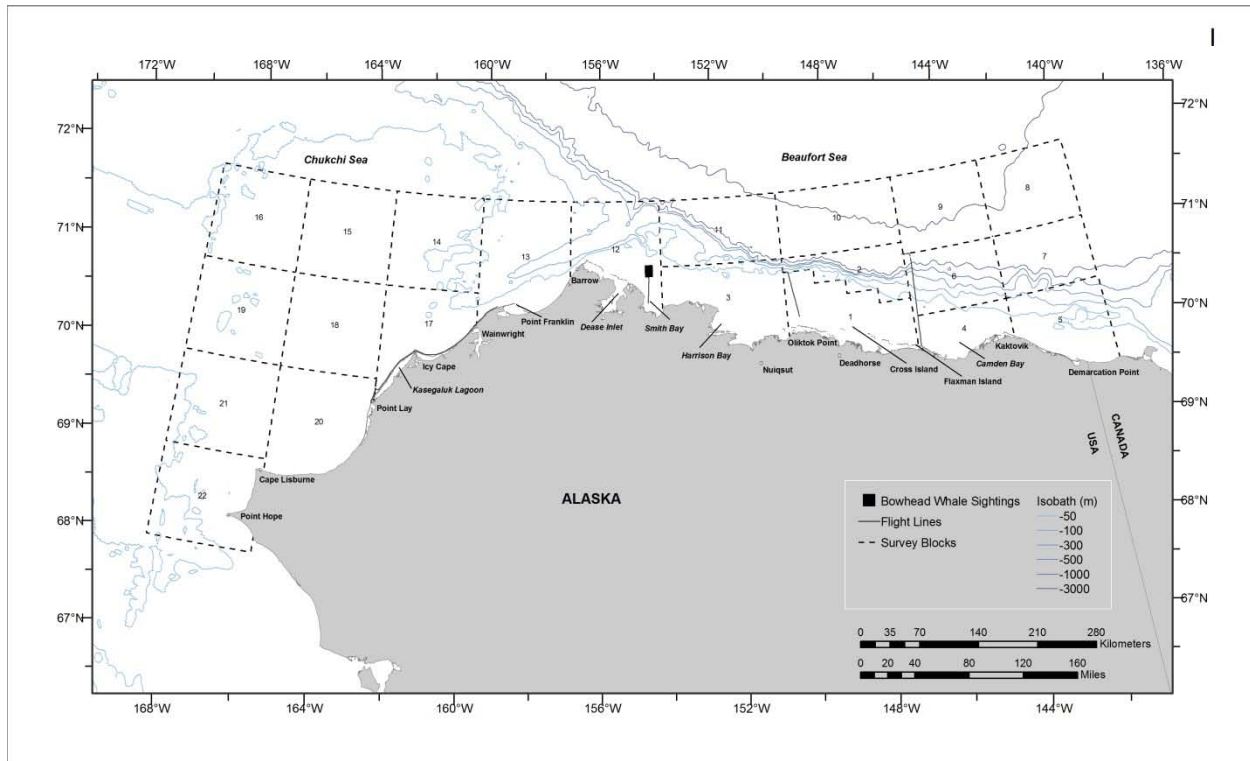 I
172°W 168°W 164°W 160°W 156°W 152°W 148°W 144°W 140°W 136°W
72°N 72°N
Chukchi Sea Beaufort Sea
8
9
16 10
71°N 15 11 71°N
14 12 7
13 2 6
Barrow
3
19 70°N
70°N 18 17 Point Franklin Dease Inlet Smith Bay 1 4 5
Wainwright Harrison Bay Oliktok Point Kaktovik
Icy Cape Nuiqsut Deadhorse Cross Island Camden Bay
Kasegaluk Lagoon Flaxman Island Demarcation Point
21 Point Lay
69°N 20 69°N
USA CANADA
Cape Lisburne
22 ALASKA
68°N Point Hope 68°N
67°N 67°N
Bowhead Whale Sightings
Flight Lines
Survey Blocks
Isobath (m)
-50
-100
-300
-500
-1000
-3000
0 35 70 140 210 280
Kilometers
0 20 40 80 120 160
Miles
168°W 164°W 160°W 156°W 152°W 148°W 144°W